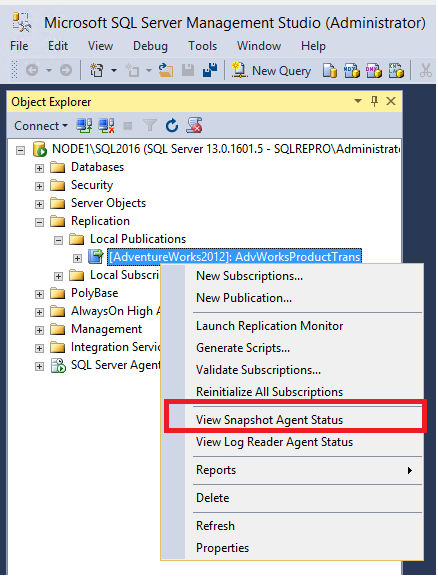 Microsoft SQL Server Management Studio (Administrator)
File Edit View Debug Tools Window Help
New Query
Object Explorer
Connect
NODE1\SQL2016 (SQL Server 13.0.1601.5 - SQLREPRO\Administrato
Databases
Security
Server Objects
Replication
Local Publications
[AdventureWorks2012]: AdvWorksProductTrans
Local Subscri
PolyBase
AlwaysOn High A
Management
Integration Servic
SQL Server Agent
New Subscriptions...
New Publication...
Launch Replication Monitor
Generate Scripts...
Validate Subscriptions...
Reinitialize All Subscriptions
View Snapshot Agent Status
View Log Reader Agent Status
Reports
Delete
Refresh
Properties